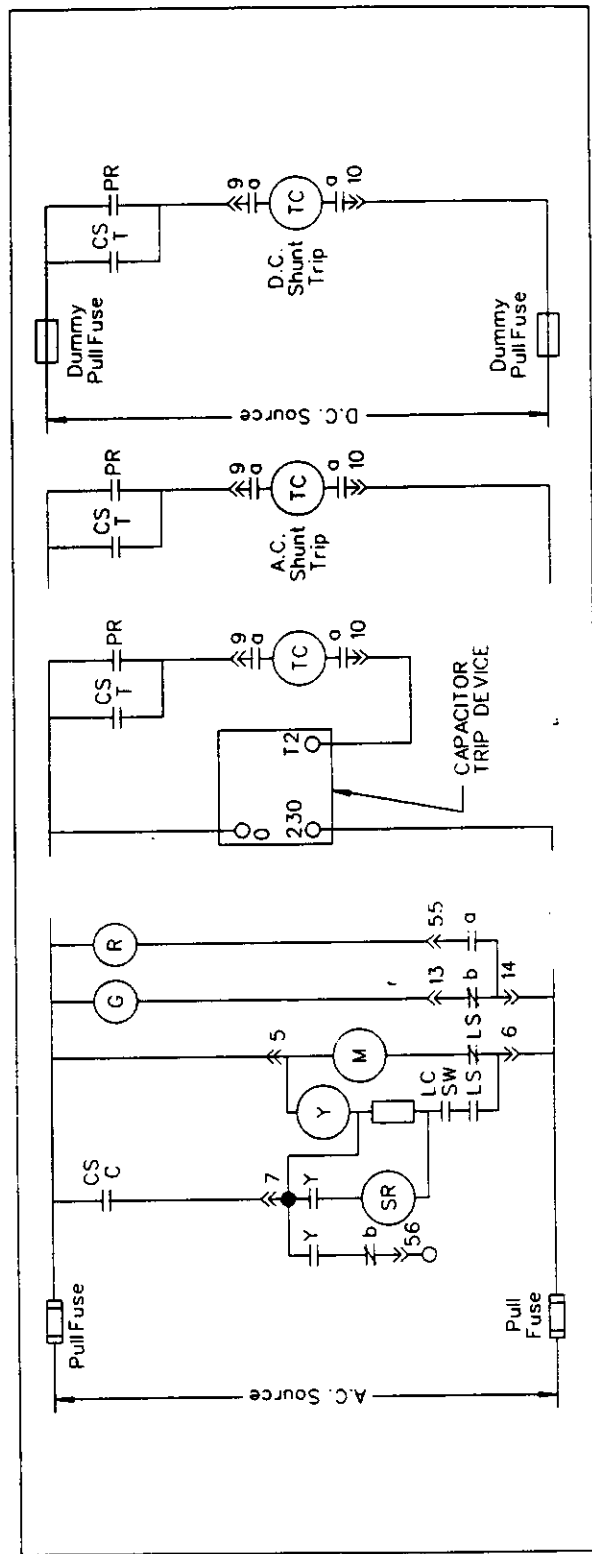 A.C. Source
Pull Fuse
Pull
Fuse
CS
C
7
Y
Y
b
56
SR
Y
5
M
LC
SW
LS
LS
6
G
R
13
55
b
a
14
O
230
T2
CAPACITOR
TRIP DEVICE
CS
T
PR
9
a
TC
a
10
CS
T
PR
9
a
TC
a
10
A.C.
Shunt
Trip
D.C. Source
Dummy
Pull Fuse
Dummy
Pull Fuse
CS
T
PR
9
a
TC
a
10
D.C.
Shunt
Trip